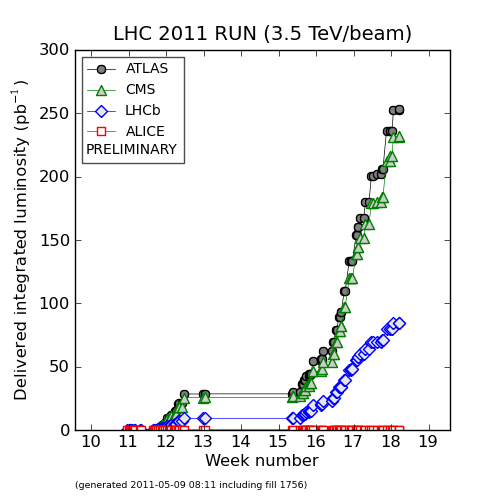 LHC 2011 RUN (3.5 TeV/beam)
300
250
200
150
100
50
0
Delivered integrated luminosity (pb⁻¹)
ATLAS
CMS
LHCb
ALICE
PRELIMINARY
10 11 12 13 14 15 16 17 18 19
Week number
(generated 2011-05-09 08:11 including fill 1756)